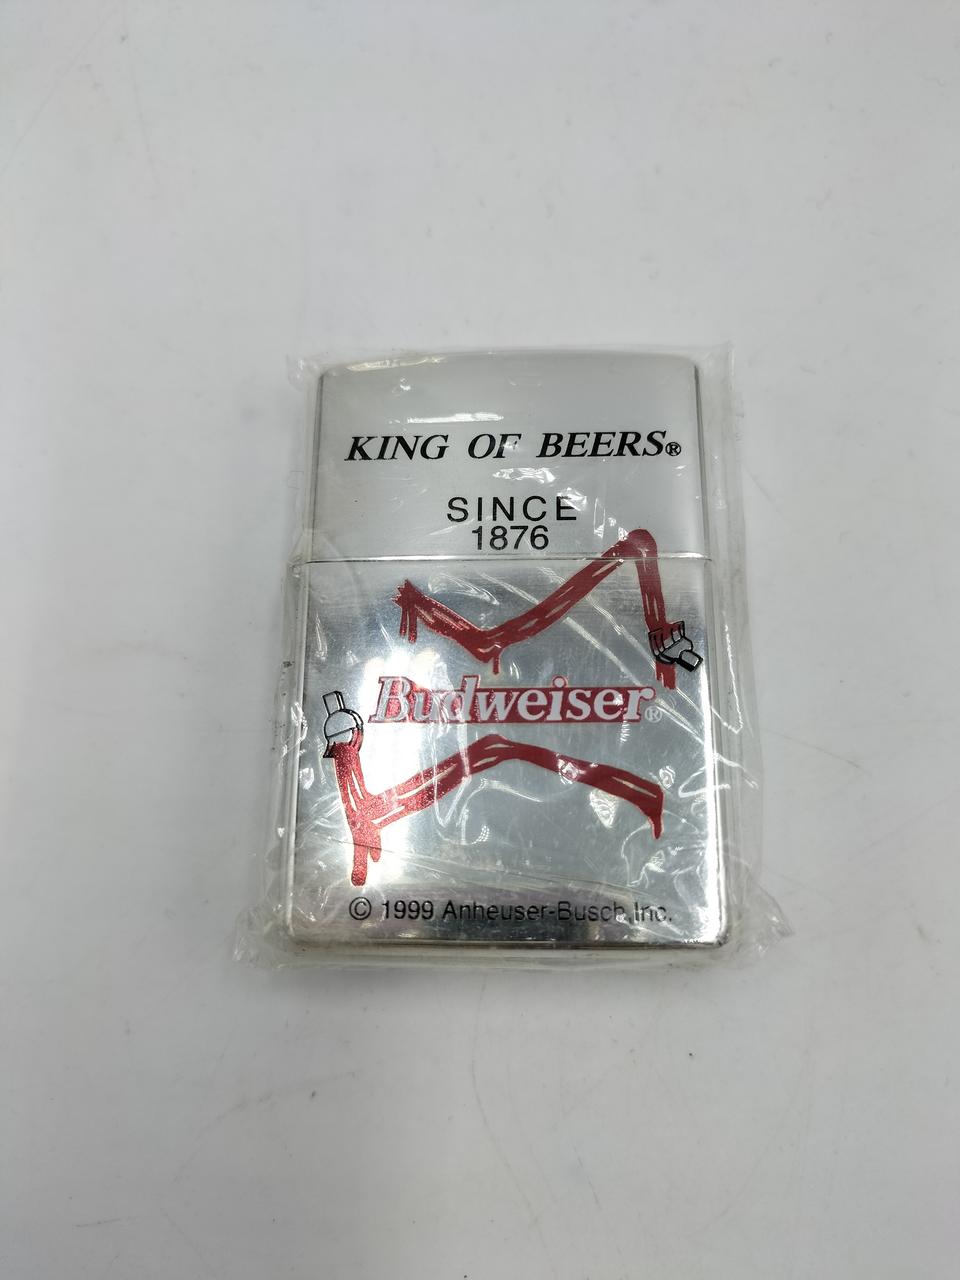 KING OF BEERS®
SINCE
1876
Budweiser®
© 1999 Anheuser-Busch,Inc.